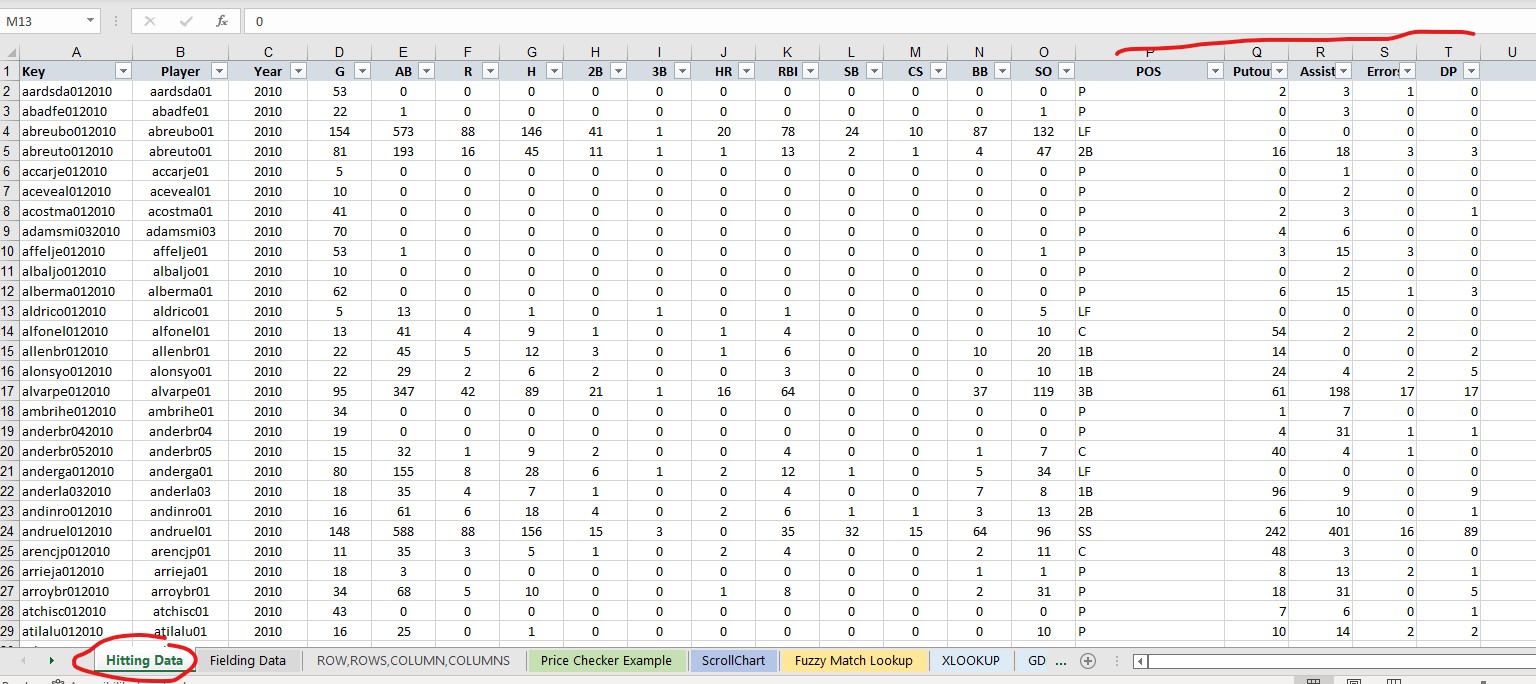 M13 fx 0
A B C D E F G H I J K L M N O P Q R S T U
1 Key Player Year G AB R H 2B 3B HR RBI SB CS BB SO POS Putou Assist Errors DP
2 aardsda012010 aardsda01 2010 53 0 0 0 0 0 0 0 0 0 0 0 P 2 3 1 0
3 abadfe012010 abadfe01 2010 22 1 0 0 0 0 0 0 0 0 0 1 P 0 3 0 0
4 abreubo012010 abreubo01 2010 154 573 88 146 41 1 20 78 24 10 87 132 LF 0 0 0 0
5 abreuto012010 abreuto01 2010 81 193 16 45 11 1 1 13 2 1 4 47 2B 16 18 3 3
6 accarje012010 accarje01 2010 5 0 0 0 0 0 0 0 0 0 0 0 P 0 1 0 0
7 aceveal012010 aceveal01 2010 10 0 0 0 0 0 0 0 0 0 0 0 P 0 2 0 0
8 acostma012010 acostma01 2010 41 0 0 0 0 0 0 0 0 0 0 0 P 2 3 0 1
9 adamsmi032010 adamsmi03 2010 70 0 0 0 0 0 0 0 0 0 0 0 P 4 6 0 0
10 affelje012010 affelje01 2010 53 1 0 0 0 0 0 0 0 0 0 1 P 3 15 3 0
11 albaljo012010 albaljo01 2010 10 0 0 0 0 0 0 0 0 0 0 0 P 0 2 0 0
12 alberma012010 alberma01 2010 62 0 0 0 0 0 0 0 0 0 0 0 P 6 15 1 3
13 aldrico012010 aldrico01 2010 5 13 0 1 0 1 0 1 0 0 0 5 LF 0 0 0 0
14 alfonel012010 alfonel01 2010 13 41 4 9 1 0 1 4 0 0 0 10 C 54 2 2 0
15 allenbr012010 allenbr01 2010 22 45 5 12 3 0 1 6 0 0 10 20 1B 14 0 0 2
16 alonsyo012010 alonsyo01 2010 22 29 2 6 2 0 0 3 0 0 0 10 1B 24 4 2 5
17 alvarpe012010 alvarpe01 2010 95 347 42 89 21 1 16 64 0 0 37 119 3B 61 198 17 17
18 ambrihe012010 ambrihe01 2010 34 0 0 0 0 0 0 0 0 0 0 0 P 1 7 0 0
19 anderbr042010 anderbr04 2010 19 0 0 0 0 0 0 0 0 0 0 0 P 4 31 1 1
20 anderbr052010 anderbr05 2010 15 32 1 9 2 0 0 4 0 0 1 7 C 40 4 1 0
21 anderga012010 anderga01 2010 80 155 8 28 6 1 2 12 1 0 5 34 LF 0 0 0 0
22 anderla032010 anderla03 2010 18 35 4 7 1 0 0 4 0 0 7 8 1B 96 9 0 9
23 andinro012010 andinro01 2010 16 61 6 18 4 0 2 6 1 1 3 13 2B 6 10 0 1
24 andruel012010 andruel01 2010 148 588 88 156 15 3 0 35 32 15 64 96 SS 242 401 16 89
25 arencjp012010 arencjp01 2010 11 35 3 5 1 0 2 4 0 0 2 11 C 48 3 0 0
26 arrieja012010 arrieja01 2010 18 3 0 0 0 0 0 0 0 0 1 1 P 8 13 2 1
27 arroybr012010 arroybr01 2010 34 68 5 10 0 0 1 8 0 0 2 31 P 18 31 0 5
28 atchisc012010 atchisc01 2010 43 0 0 0 0 0 0 0 0 0 0 0 P 7 6 0 1
29 atilalu012010 atilalu01 2010 16 25 0 1 0 0 0 0 0 0 0 10 P 10 14 2 2
Hitting Data Fielding Data ROW,ROWS,COLUMN,COLUMNS Price Checker Example ScrollChart Fuzzy Match Lookup XLOOKUP GD ...